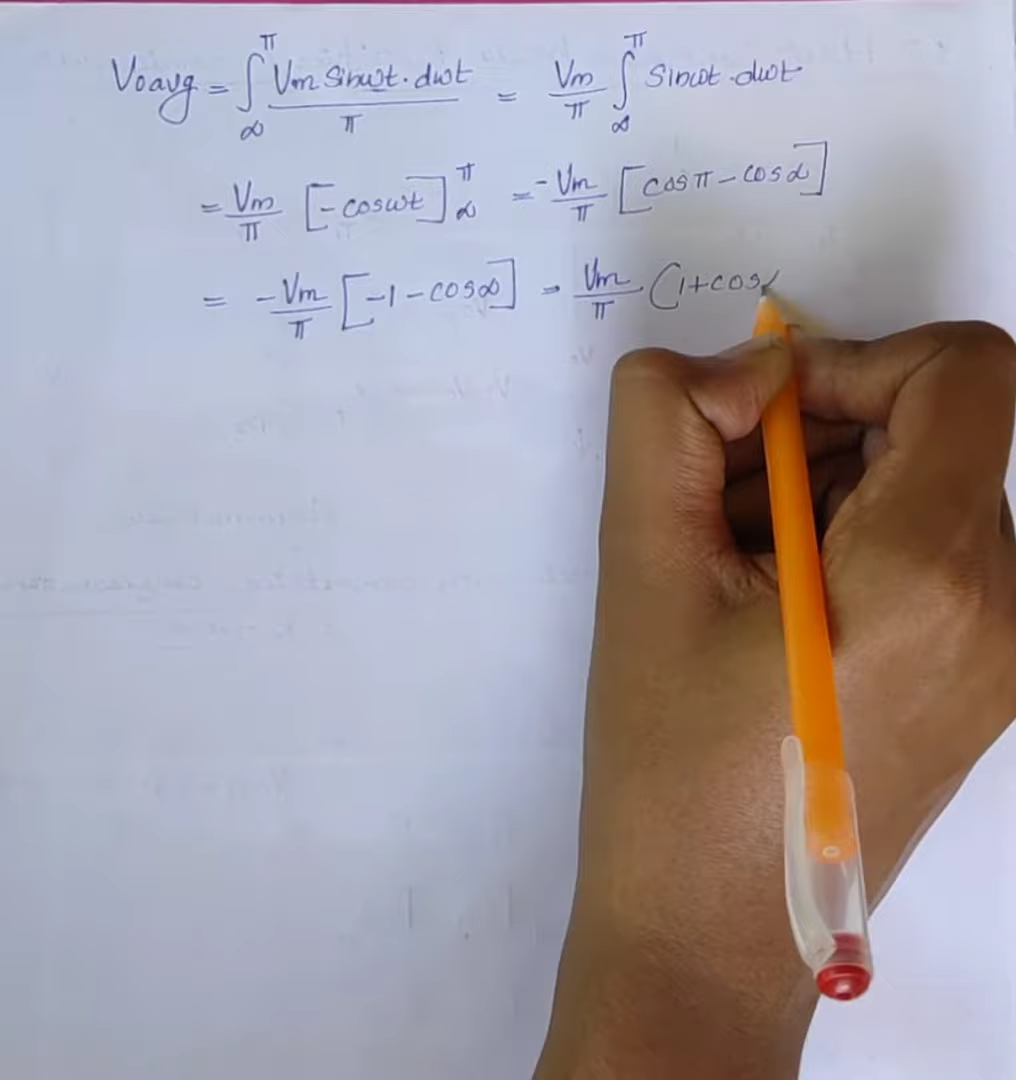 Voavg = ∫_α^π Vm Sinωt·dωt / π = Vm/π ∫_α^π Sinωt·dωt
= Vm/π [-cosωt]_α^π = -Vm/π [cosπ - cosα]
= -Vm/π [-1 - cosα] = Vm/π (1+cosα